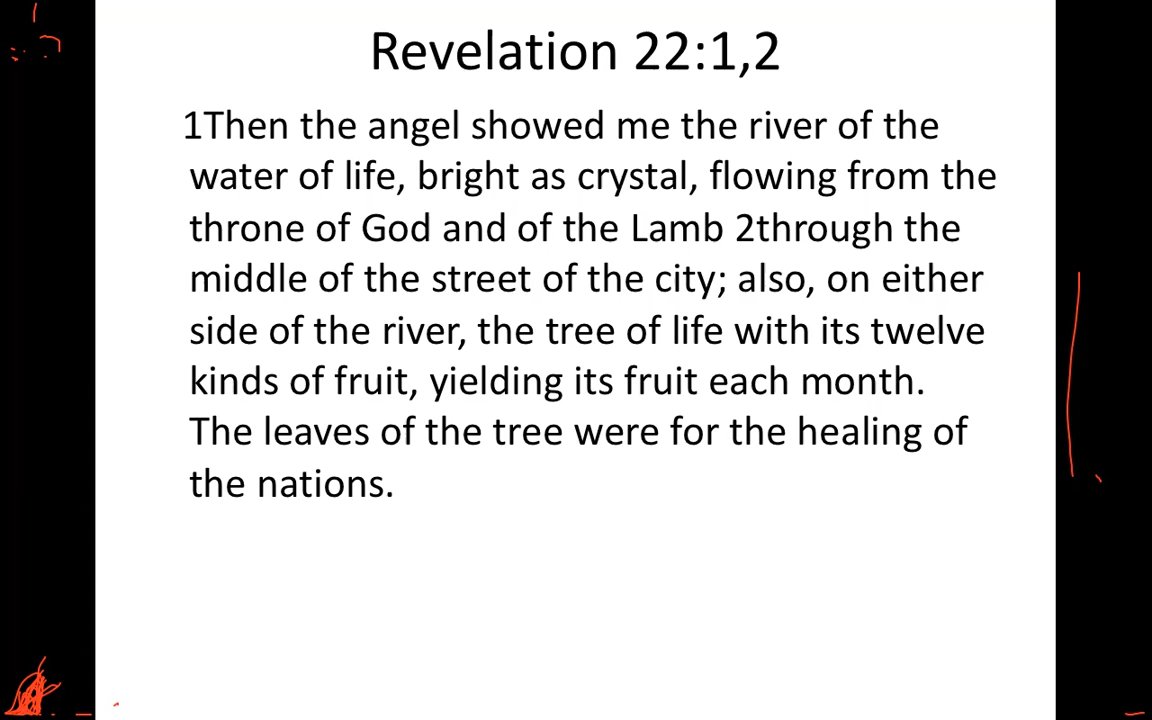 Revelation 22:1,2
1Then the angel showed me the river of the
water of life, bright as crystal, flowing from the
throne of God and of the Lamb 2through the
middle of the street of the city; also, on either
side of the river, the tree of life with its twelve
kinds of fruit, yielding its fruit each month.
The leaves of the tree were for the healing of
the nations.